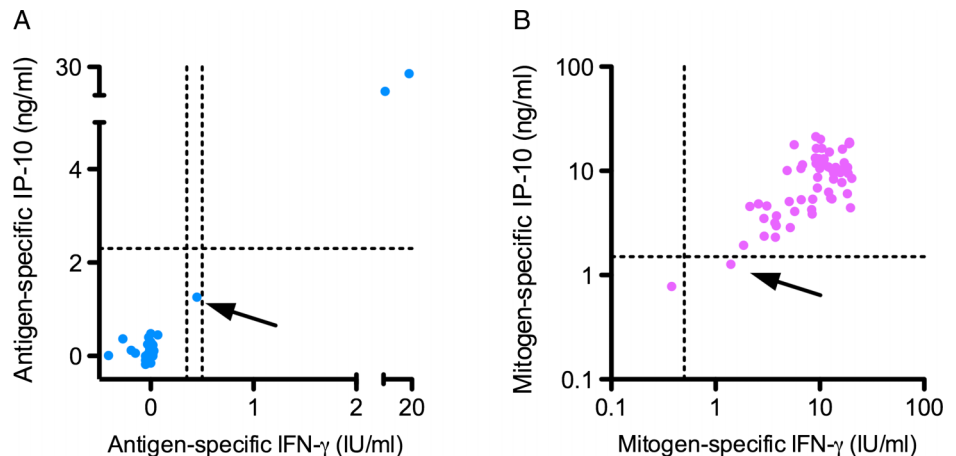 A
Antigen-specific IP-10 (ng/ml)
30
4
2
0
0
1
2
20
Antigen-specific IFN-γ (IU/ml)
B
Mitogen-specific IP-10 (ng/ml)
100
10
1
0.1
0.1
1
10
100
Mitogen-specific IFN-γ (IU/ml)